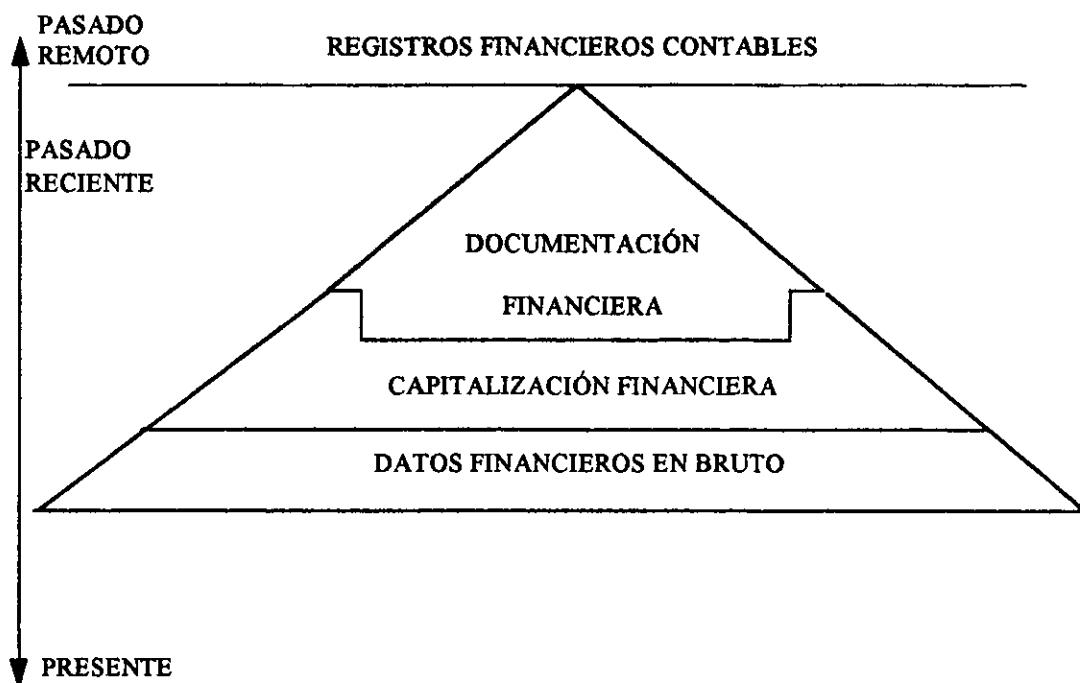 PASADO
REMOTO
REGISTROS FINANCIEROS CONTABLES
PASADO
RECIENTE
DOCUMENTACIÓN
FINANCIERA
CAPITALIZACIÓN FINANCIERA
DATOS FINANCIEROS EN BRUTO
PRESENTE